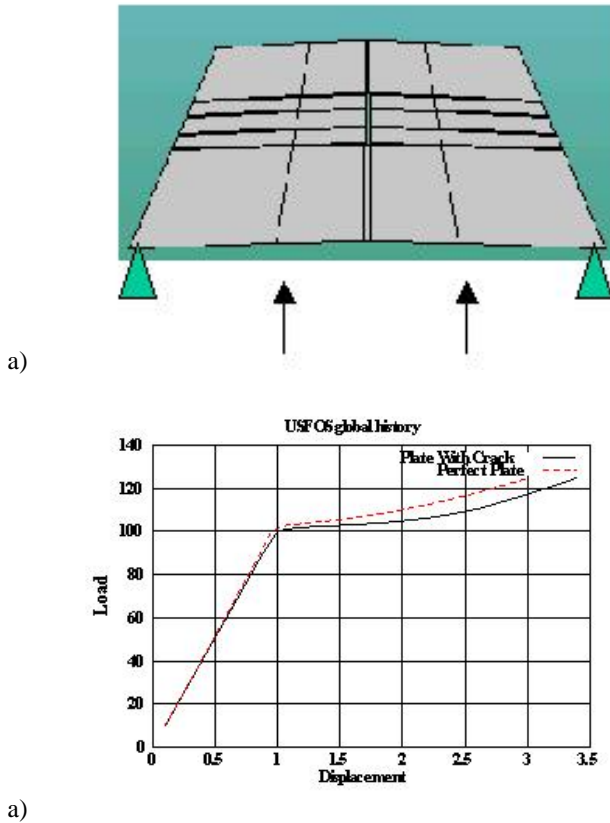 a)
USFOS global history
140
Plate With Crack
Perfect Plate
120
100
80
60
40
20
0
Load
0 0.5 1 1.5 2 2.5 3 3.5
Displacement
a)